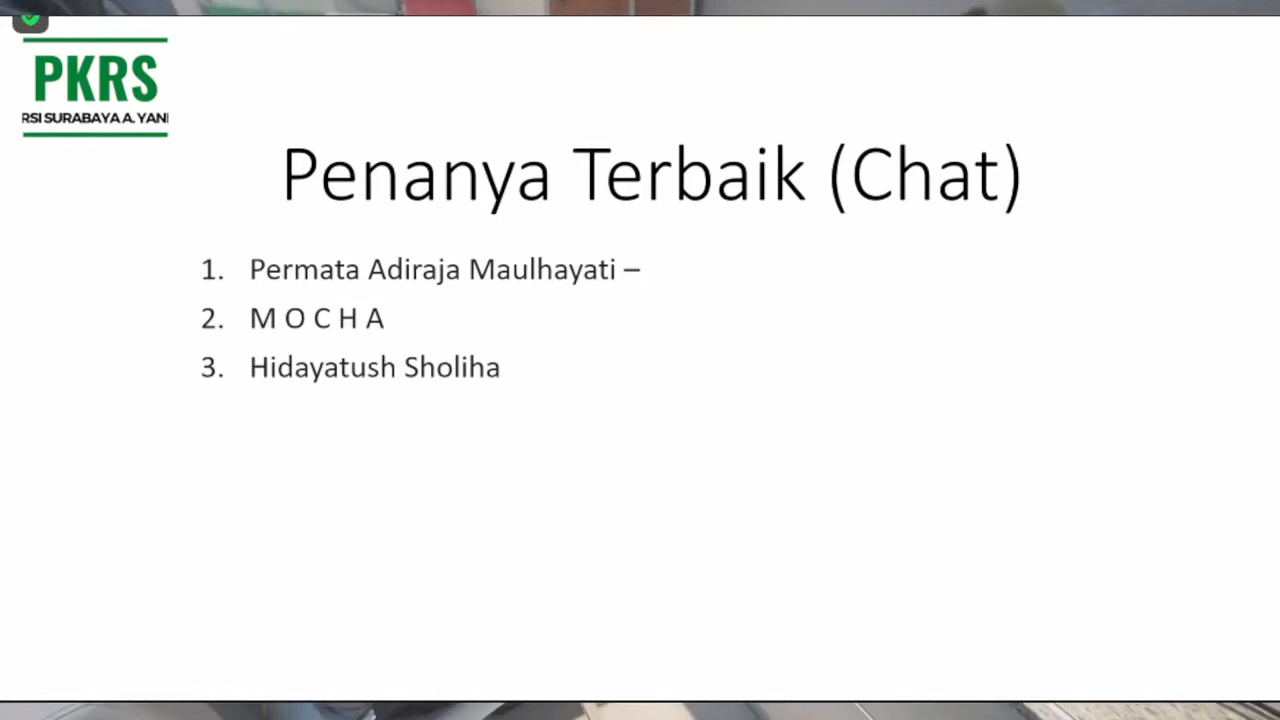 PKRS
RSI SURABAYA A. YANI
Penanya Terbaik (Chat)
1. Permata Adiraja Maulhayati –
2. M O C H A
3. Hidayatush Sholiha